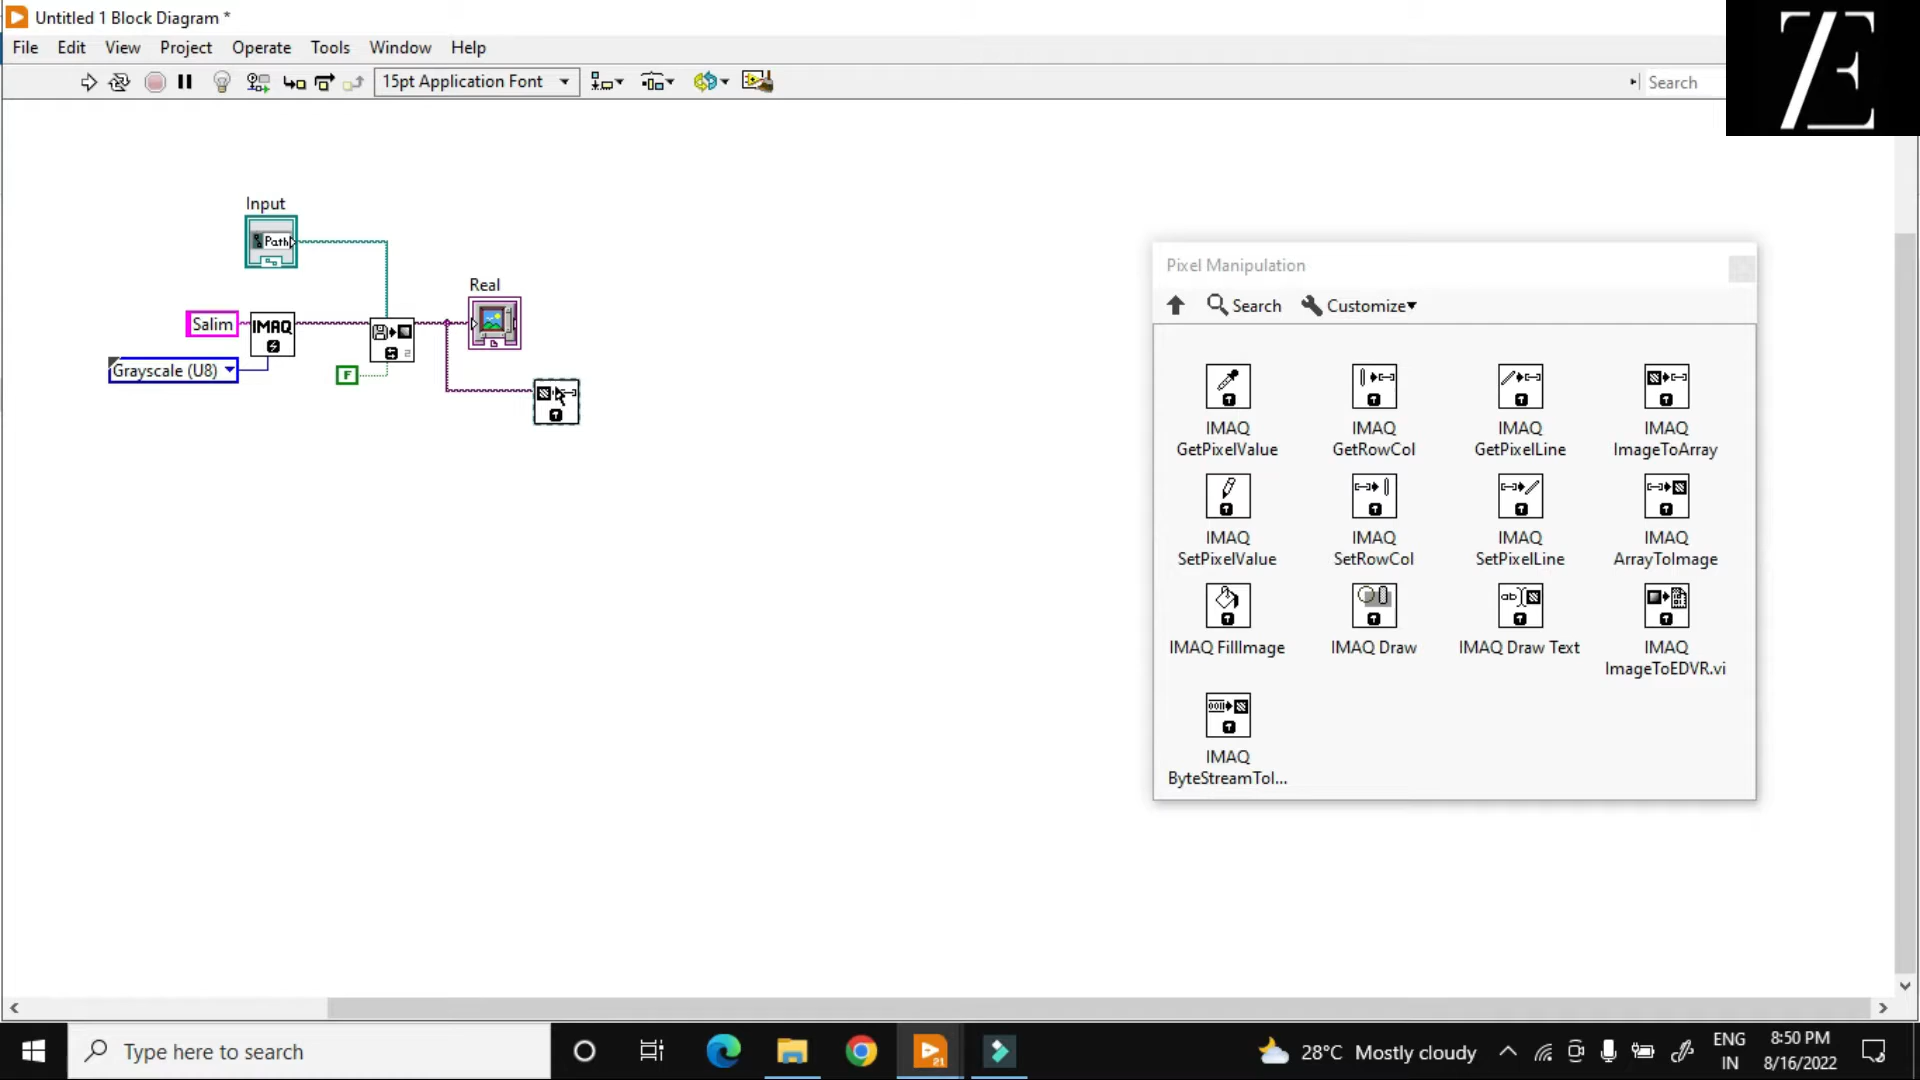 Untitled 1 Block Diagram *
File Edit View Project Operate Tools Window Help
15pt Application Font
Search
ZE
Input
Path
Real
Salim
IMAQ
2
Grayscale (U8)
F
Pixel Manipulation
Search Customize
IMAQ GetPixelValue
IMAQ GetRowCol
IMAQ GetPixelLine
IMAQ ImageToArray
IMAQ SetPixelValue
IMAQ SetRowCol
IMAQ SetPixelLine
IMAQ ArrayToImage
IMAQ FillImage
IMAQ Draw
IMAQ Draw Text
IMAQ ImageToEDVR.vi
IMAQ ByteStreamToI...
Type here to search
21
28°C Mostly cloudy
ENG
IN
8:50 PM
8/16/2022